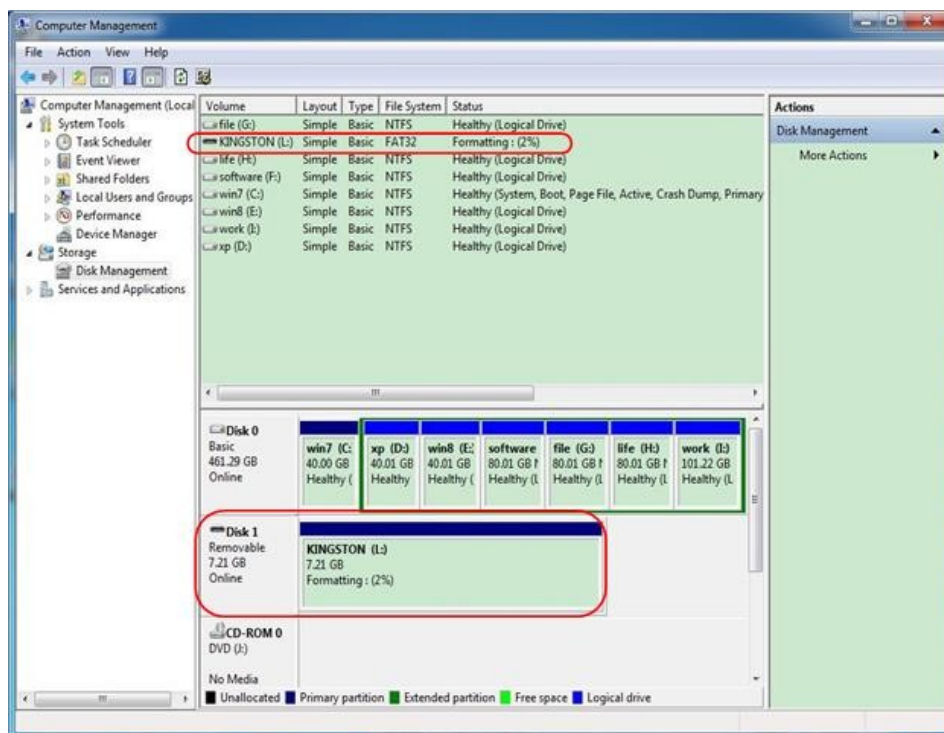 Computer Management
File Action View Help
Computer Management (Local
System Tools
Task Scheduler
Event Viewer
Shared Folders
Local Users and Groups
Performance
Device Manager
Storage
Disk Management
Services and Applications
Volume Layout Type File System Status
file (G:) Simple Basic NTFS Healthy (Logical Drive)
KINGSTON (L:) Simple Basic FAT32 Formatting : (2%)
life (H:) Simple Basic NTFS Healthy (Logical Drive)
software (F:) Simple Basic NTFS Healthy (Logical Drive)
win7 (C:) Simple Basic NTFS Healthy (System, Boot, Page File, Active, Crash Dump, Primary
win8 (E:) Simple Basic NTFS Healthy (Logical Drive)
work (I:) Simple Basic NTFS Healthy (Logical Drive)
xp (D:) Simple Basic NTFS Healthy (Logical Drive)
Actions
Disk Management
More Actions
Disk 0
Basic
461.29 GB
Online
win7 (C:
40.00 GB
Healthy (
xp (D:)
40.01 GB
Healthy
win8 (E:
40.01 GB
Healthy (
software
80.01 GB
Healthy (L
file (G:)
80.01 GB
Healthy (L
life (H:)
80.01 GB
Healthy (L
work (I:)
101.22 GB
Healthy (L
Disk 1
Removable
7.21 GB
Online
KINGSTON (L:)
7.21 GB
Formatting : (2%)
CD-ROM 0
DVD (J:)
No Media
Unallocated Primary partition Extended partition Free space Logical drive